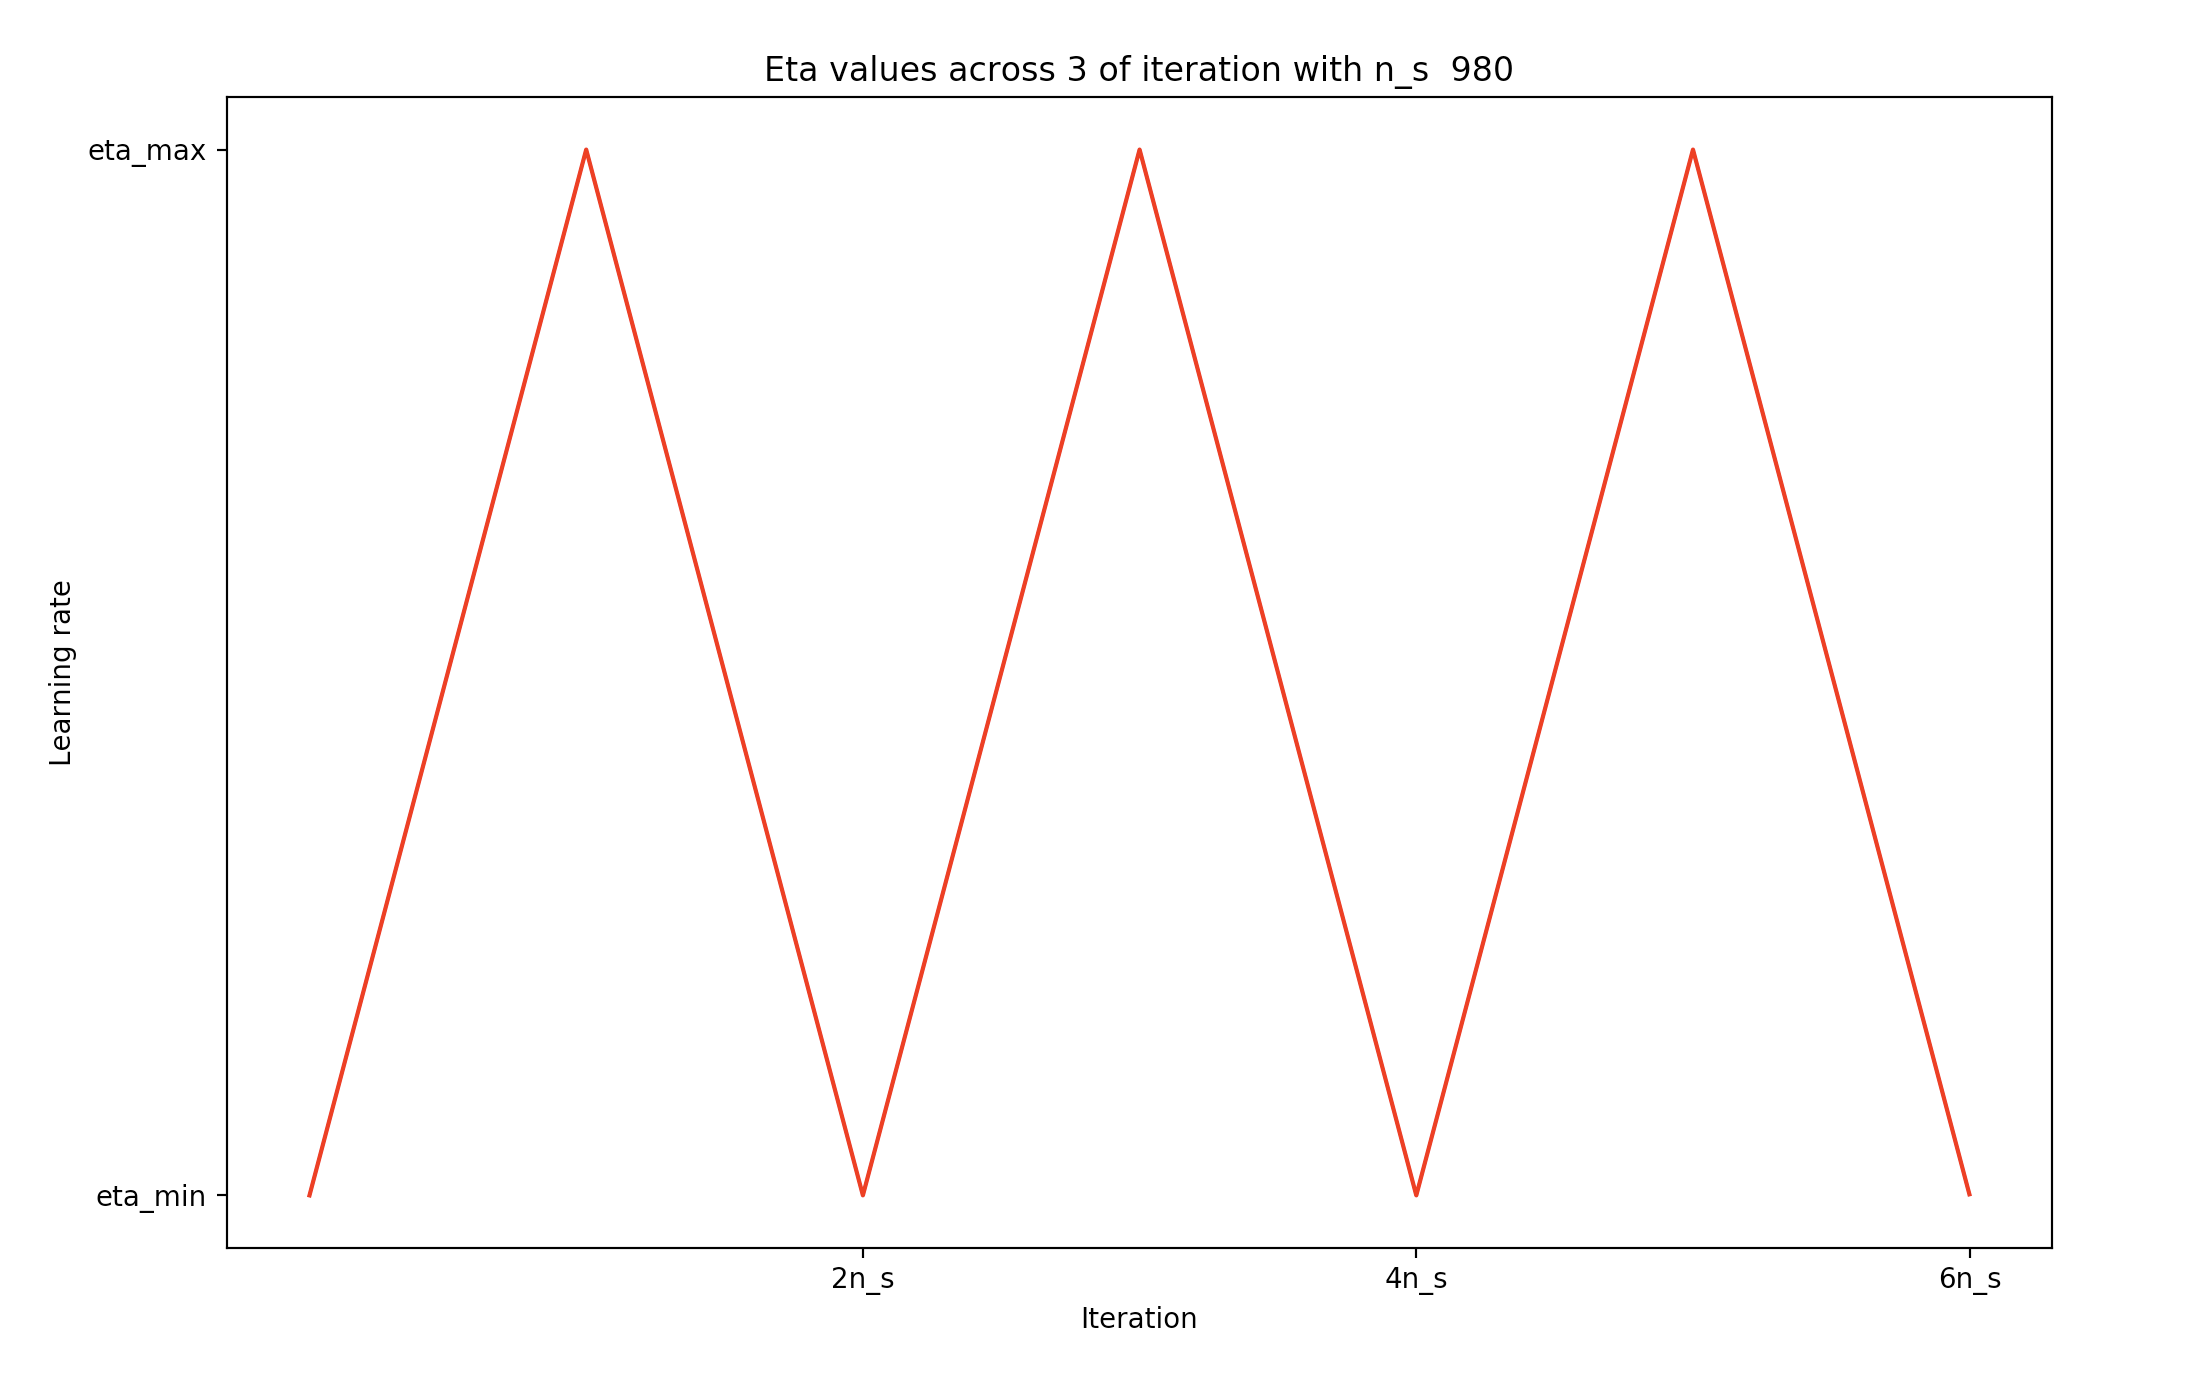 Eta values across 3 of iteration with n_s  980
eta_max
Learning rate
eta_min
2n_s 4n_s 6n_s
Iteration